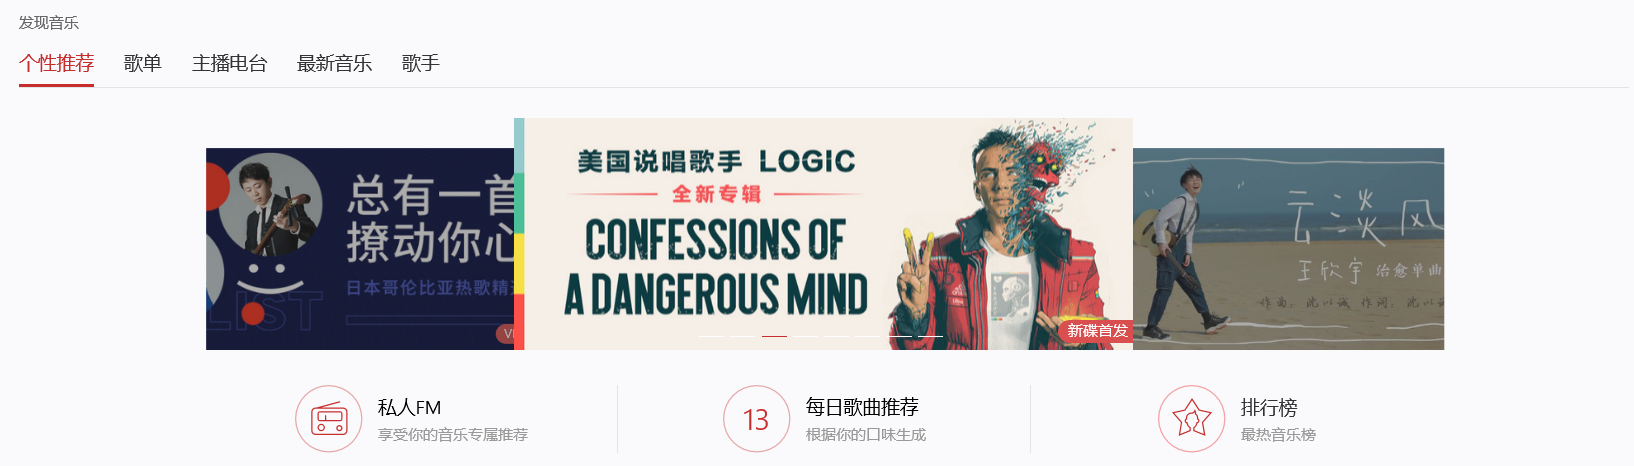 发现音乐
个性推荐 歌单 主播电台 最新音乐 歌手
总有一首
撩动你心
日本哥伦比亚热歌精
LIST
美国说唱歌手 LOGIC
全新专辑
CONFESSIONS OF
A DANGEROUS MIND
新碟首发
云淡风
王欣宇 治愈单曲
作曲：沈以诚 作词：沈以诚
私人FM
享受你的音乐专属推荐
13
每日歌曲推荐
根据你的口味生成
排行榜
最热音乐榜